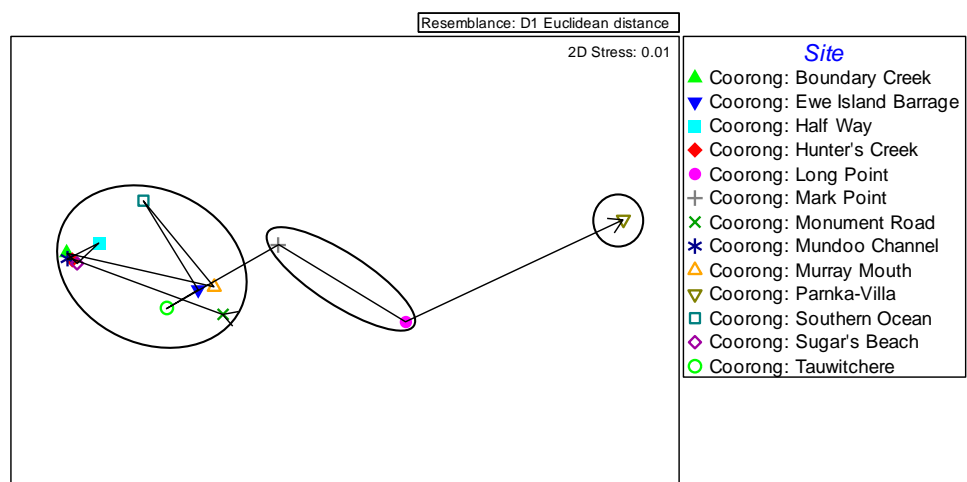 Resemblance: D1 Euclidean distance
2D Stress: 0.01
Site
Coorong: Boundary Creek
Coorong: Ewe Island Barrage
Coorong: Half Way
Coorong: Hunter's Creek
Coorong: Long Point
Coorong: Mark Point
Coorong: Monument Road
Coorong: Mundoo Channel
Coorong: Murray Mouth
Coorong: Parnka-Villa
Coorong: Southern Ocean
Coorong: Sugar's Beach
Coorong: Tauwitchere